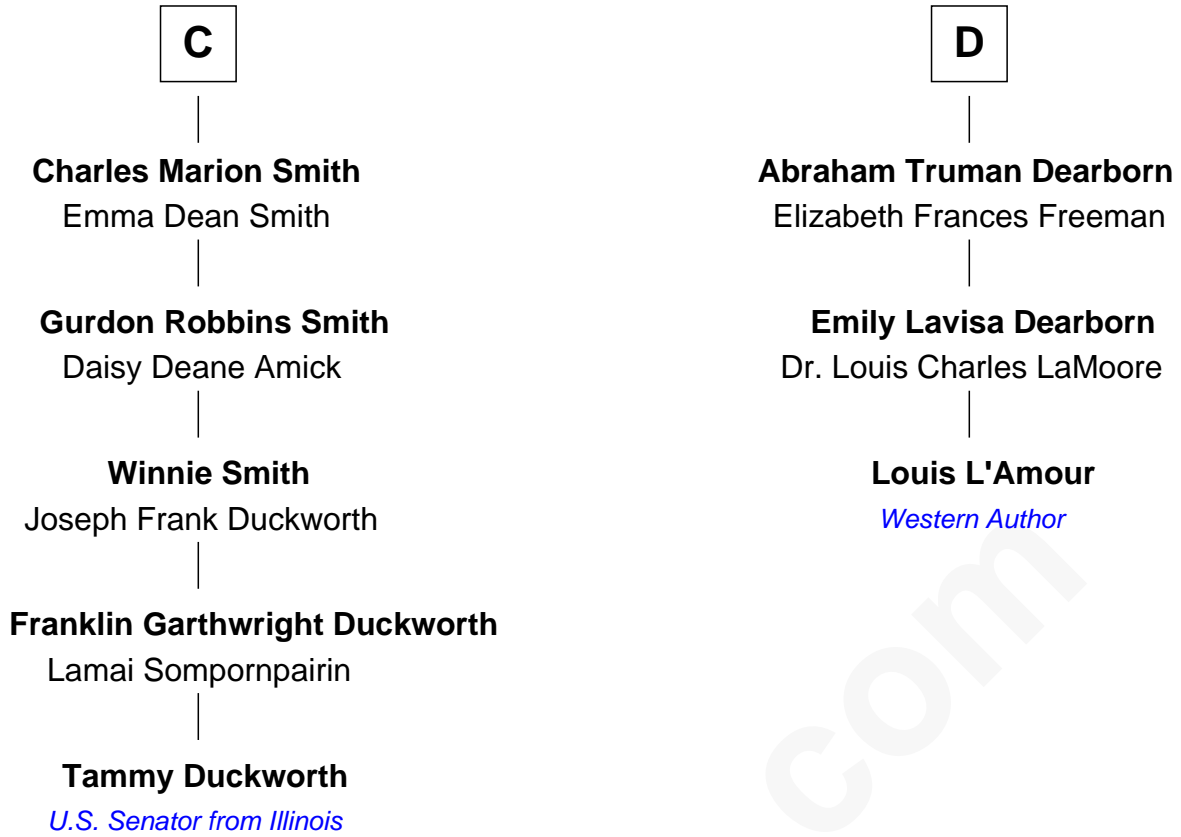 C
Charles Marion Smith
Emma Dean Smith
Gurdon Robbins Smith
Daisy Deane Amick
Winnie Smith
Joseph Frank Duckworth
Franklin Garthwright Duckworth
Lamai Sompornpairin
Tammy Duckworth
U.S. Senator from Illinois
D
Abraham Truman Dearborn
Elizabeth Frances Freeman
Emily Lavisa Dearborn
Dr. Louis Charles LaMoore
Louis L'Amour
Western Author
com